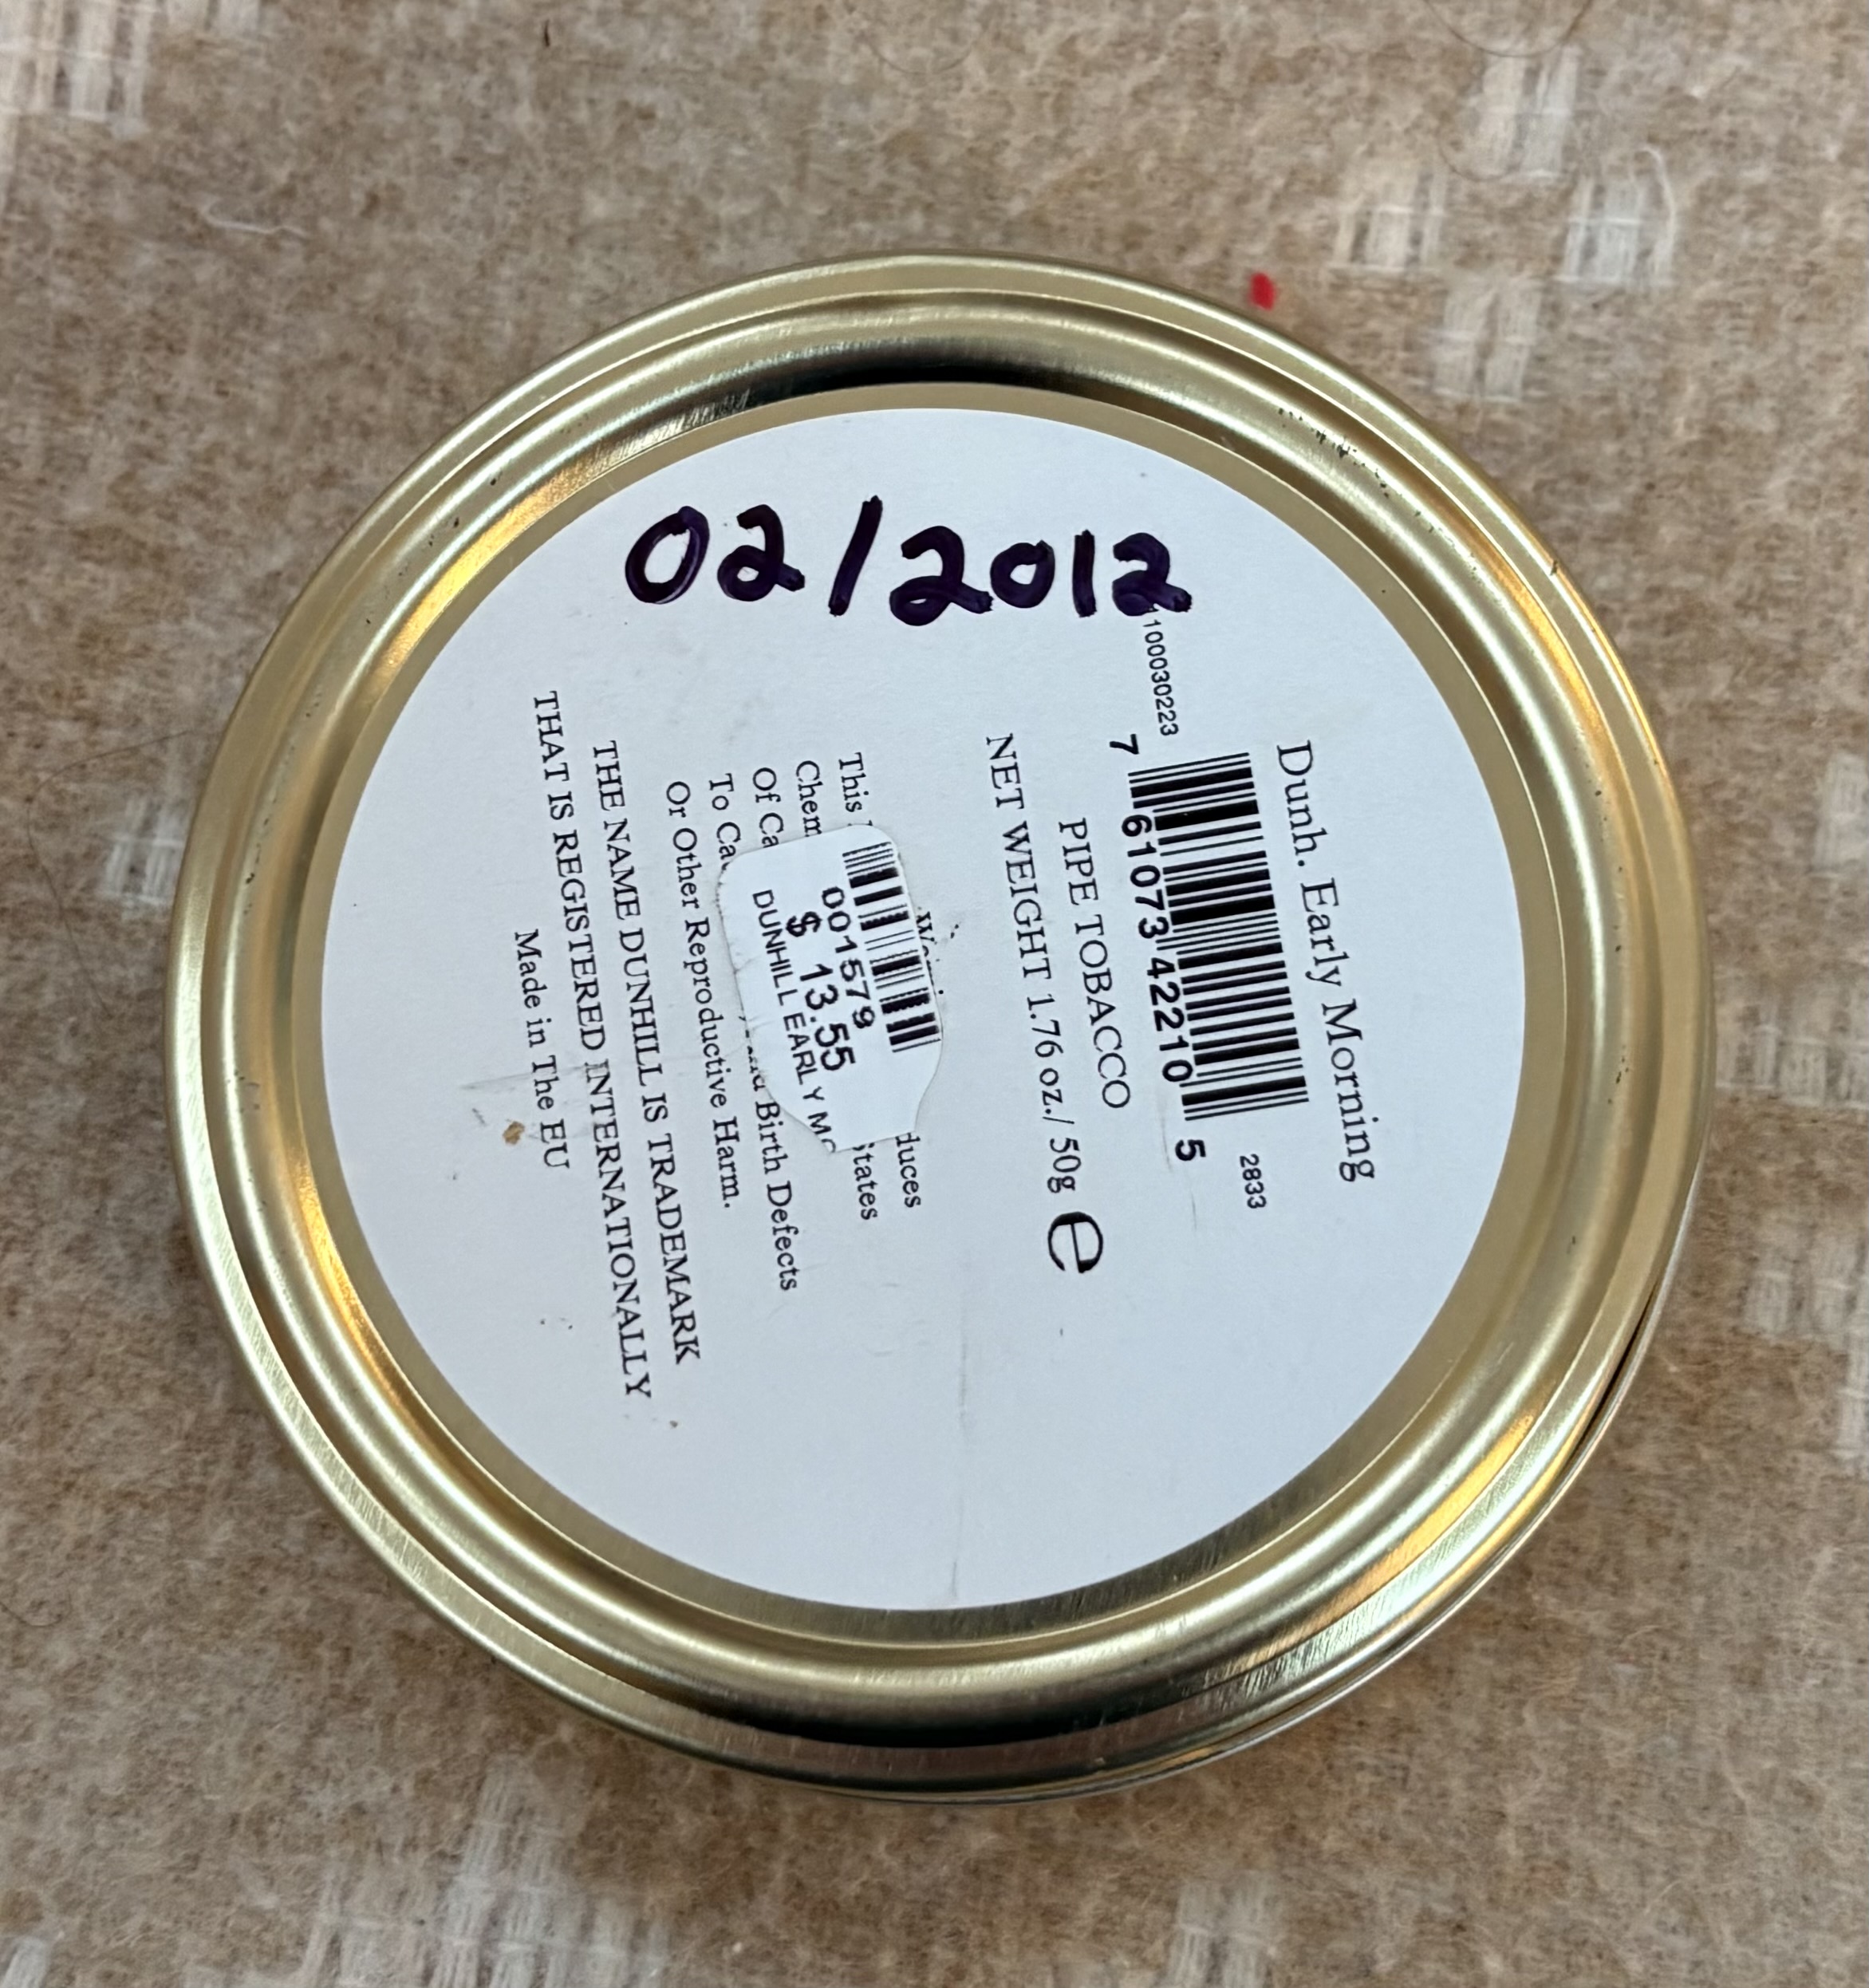 02/2012
Dunh. Early Morning
100030223
2833
7 61073 42210 5
PIPE TOBACCO
NET WEIGHT 1.76 oz./ 50g e
This duces
Chem States
Of Ca Birth Defects
To Ca
Or Other Reproductive Harm.
001579
$ 13.55
DUNHILL EARLY MO
THE NAME DUNHILL IS TRADEMARK
THAT IS REGISTERED INTERNATIONALLY
Made in The EU